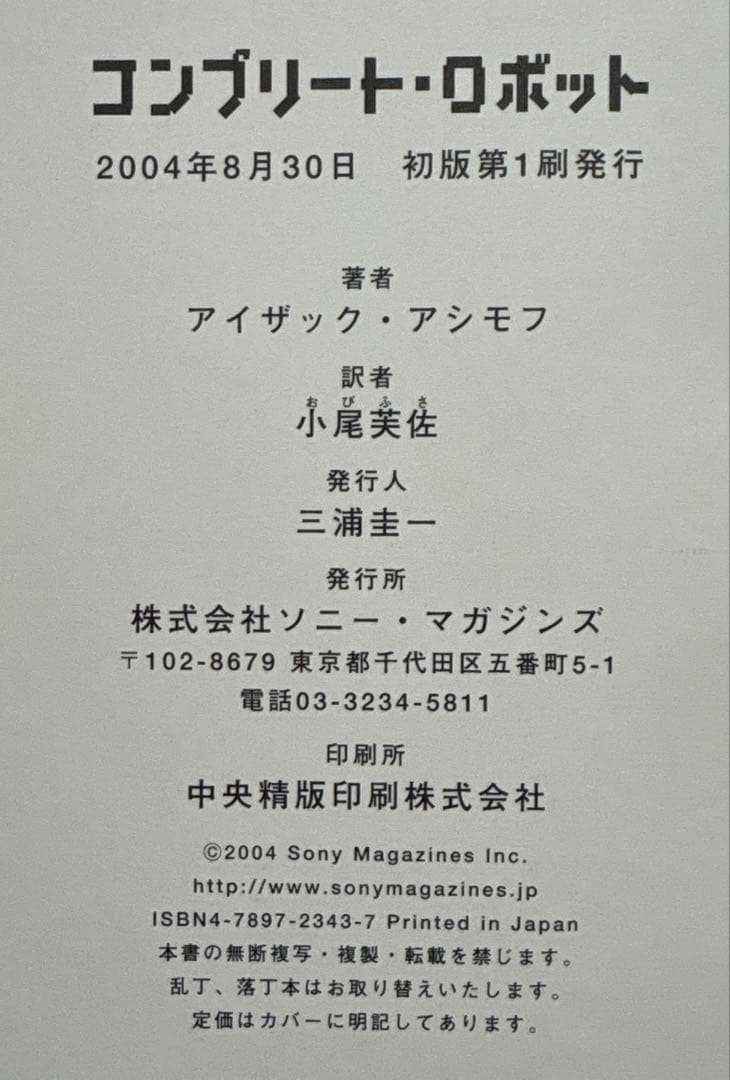 コンプリート・ロボット
2004年8月30日　初版第1刷発行
著者
アイザック・アシモフ
訳者
おびふさ
小尾芙佐
発行人
三浦圭一
発行所
株式会社ソニー・マガジンズ
〒102-8679 東京都千代田区五番町5-1
電話03-3234-5811
印刷所
中央精版印刷株式会社
©2004 Sony Magazines Inc.
http://www.sonymagazines.jp
ISBN4-7897-2343-7 Printed in Japan
本書の無断複写・複製・転載を禁じます。
乱丁、落丁本はお取り替えいたします。
定価はカバーに明記してあります。